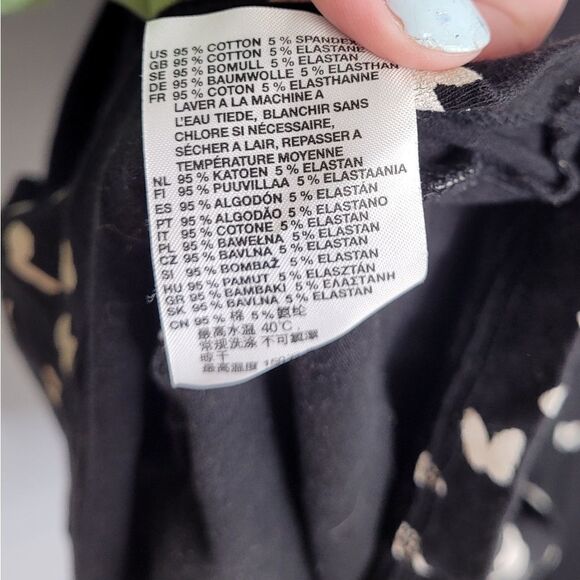 US 95 % COTTON 5 % SPANDEX
GB 95 % COTTON 5 % ELASTANE
SE 95 % BOMULL 5 % ELASTAN
DE 95 % BAUMWOLLE 5 % ELASTHAN
FR 95 % COTON 5 % ELASTHANNE
LAVER A LA MACHINE A
L'EAU TIEDE, BLANCHIR SANS
CHLORE SI NÉCESSAIRE,
SÉCHER A LAIR, REPASSER A
TEMPÉRATURE MOYENNE
NL 95 % KATOEN 5 % ELASTAN
FI 95 % PUUVILLAA 5 % ELASTAANIA
ES 95 % ALGODÓN 5 % ELASTÁN
PT 95 % ALGODÃO 5 % ELASTANO
IT 95 % COTONE 5 % ELASTAN
PL 95 % BAWEŁNA 5 % ELASTAN
CZ 95 % BAVLNA 5 % ELASTAN
SI 95 % BOMBAŽ 5 % ELASTAN
HU 95 % PAMUT 5 % ELASZTÁN
GR 95 % BAMBAKI 5 % ΕΛΑΣΤΑΝΗ
SK 95 % BAVLNA 5 % ELASTAN
CN 95 % 棉 5 % 氨纶
最高水温 40℃
常规洗涤 不可氯漂
晾干
最高温度